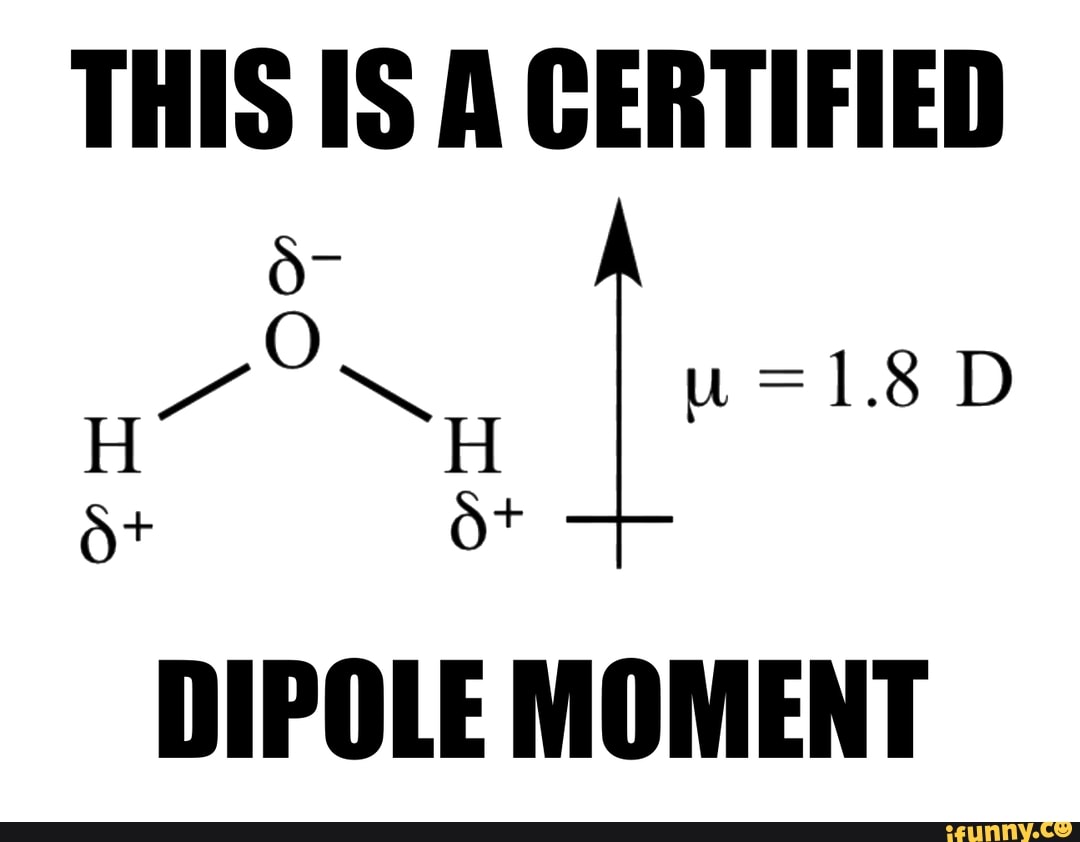 THIS IS A CERTIFIED
δ−
O
H H
δ+ δ+
μ = 1.8 D
DIPOLE MOMENT
ifunny.co